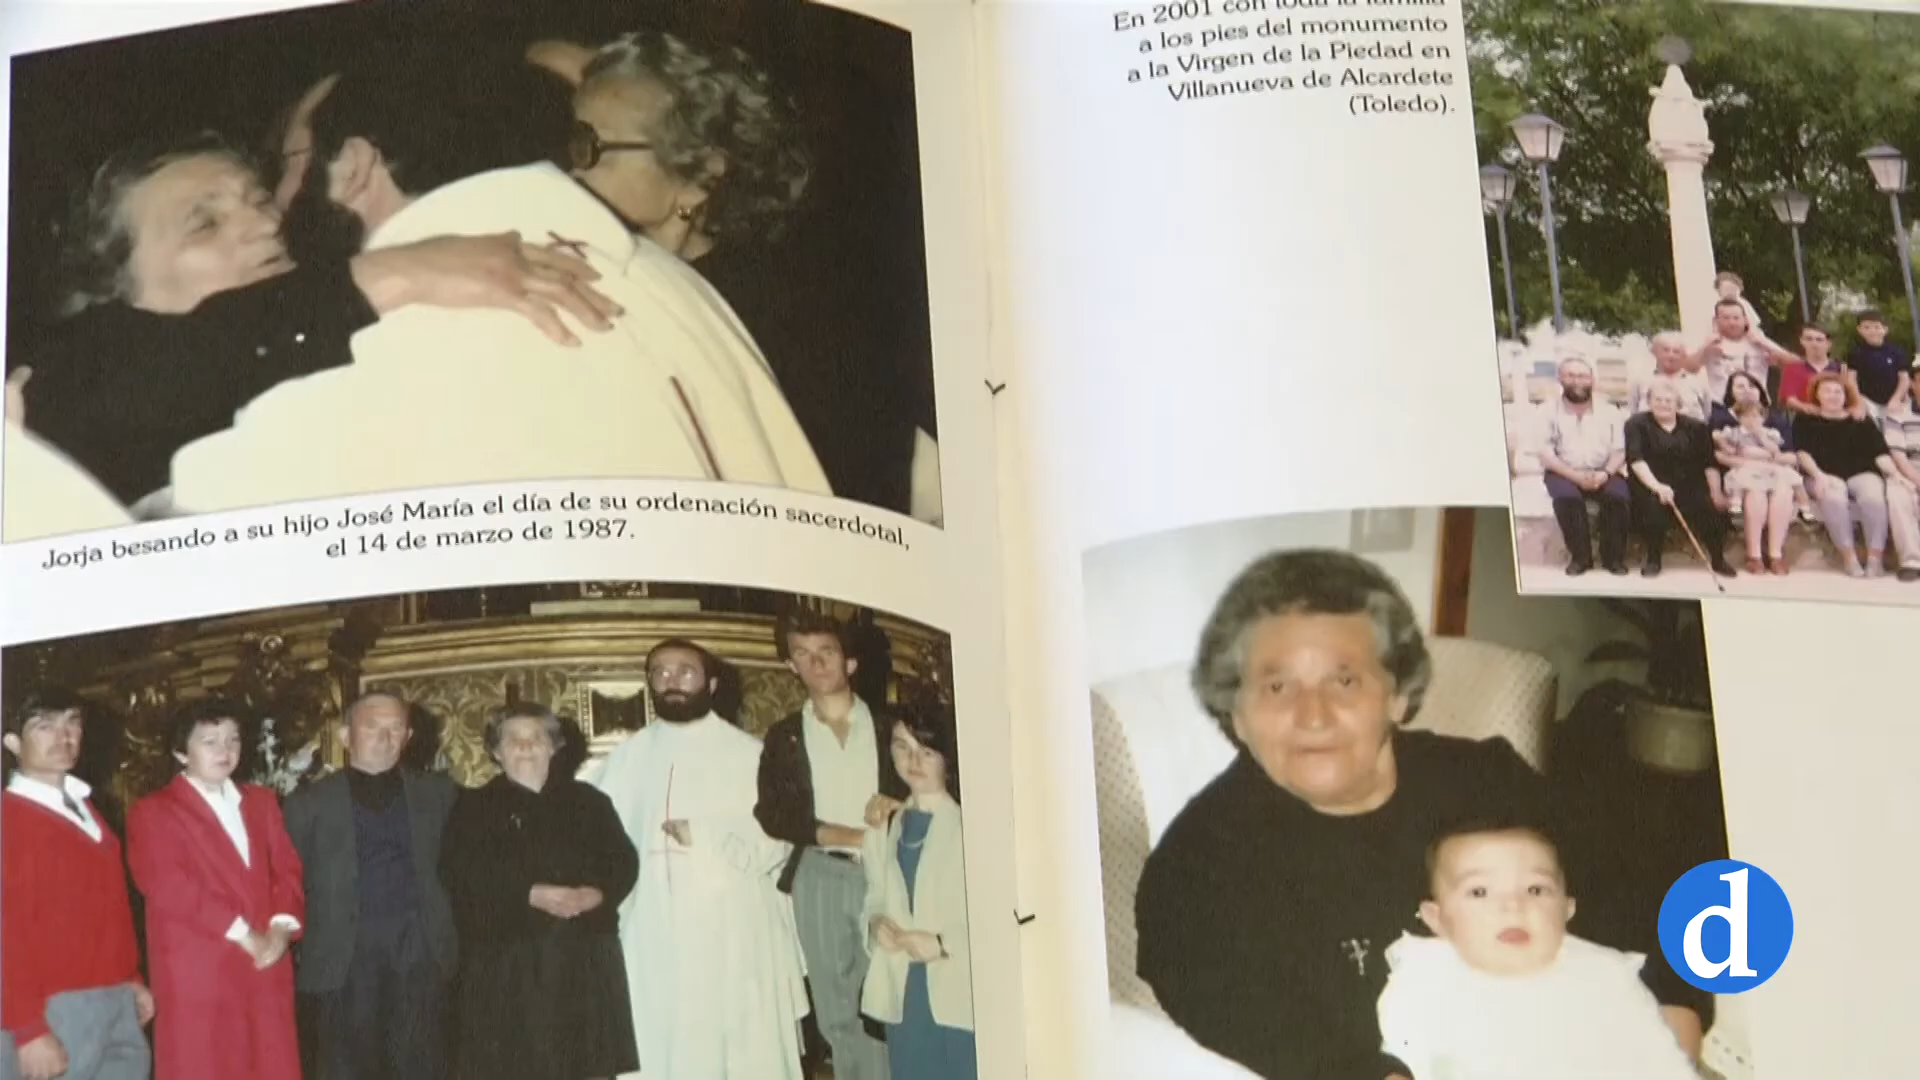 Jorja besando a su hijo José María el día de su ordenación sacerdotal,
el 14 de marzo de 1987.
En 2001 con toda la familia
a los pies del monumento
a la Virgen de la Piedad en
Villanueva de Alcardete
(Toledo).
d